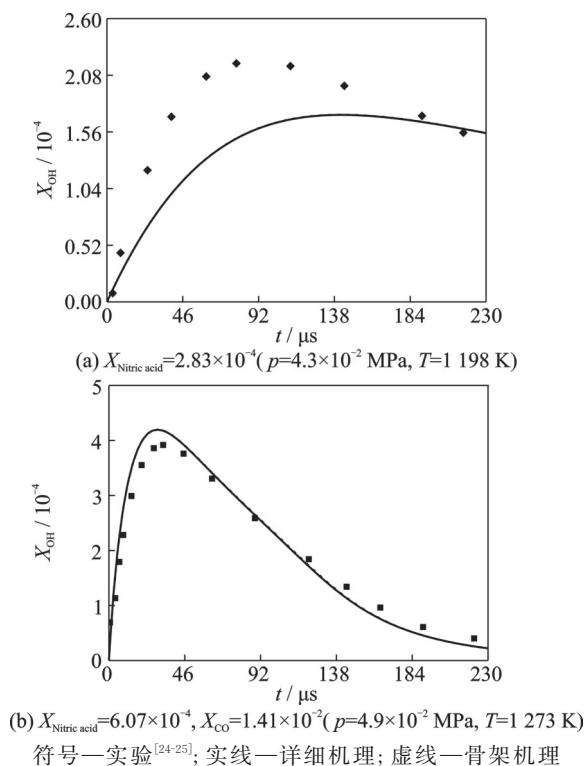 2.60
2.08
1.56
1.04
0.52
0.00
X_OH / 10⁻⁴
0 46 92 138 184 230
t / μs
(a) X_Nitric acid=2.83×10⁻⁴( p=4.3×10⁻² MPa, T=1 198 K)
5
4
3
2
1
0
X_OH / 10⁻⁴
0 46 92 138 184 230
t / μs
(b) X_Nitric acid=6.07×10⁻⁴, X_CO=1.41×10⁻²( p=4.9×10⁻² MPa, T=1 273 K)
符号—实验[24-25]; 实线—详细机理; 虚线—骨架机理